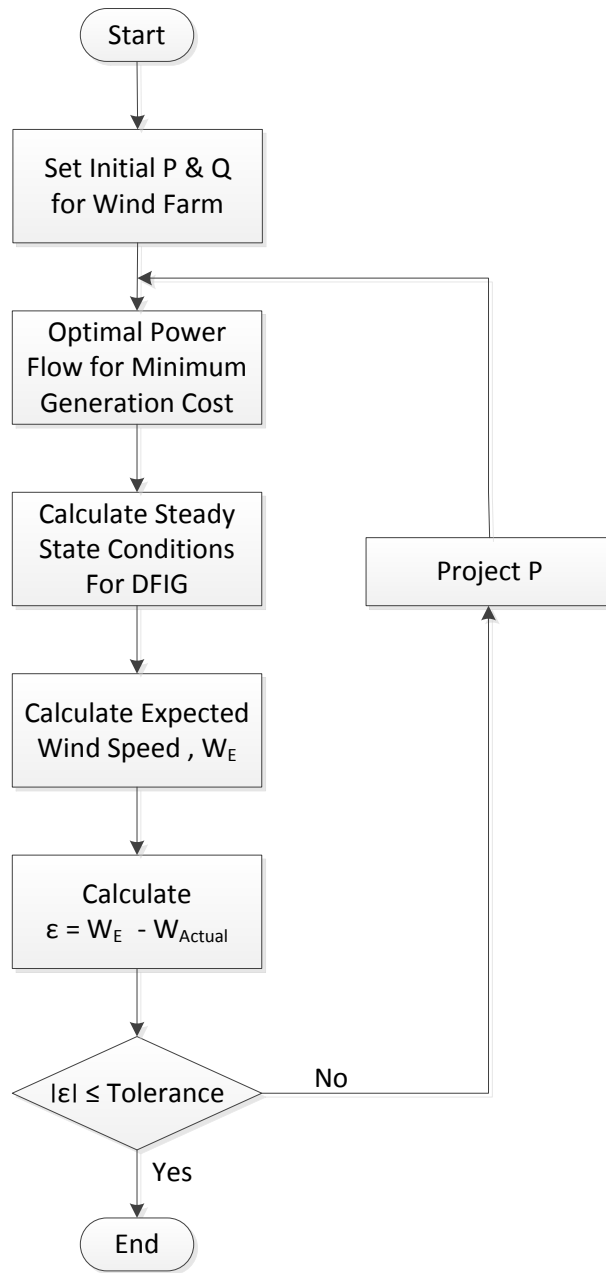 Start
Set Initial P & Q
for Wind Farm
Optimal Power
Flow for Minimum
Generation Cost
Calculate Steady
State Conditions
For DFIG
Project P
Calculate Expected
Wind Speed , WE
Calculate
ε = WE - WActual
|ε| ≤ Tolerance
No
Yes
End